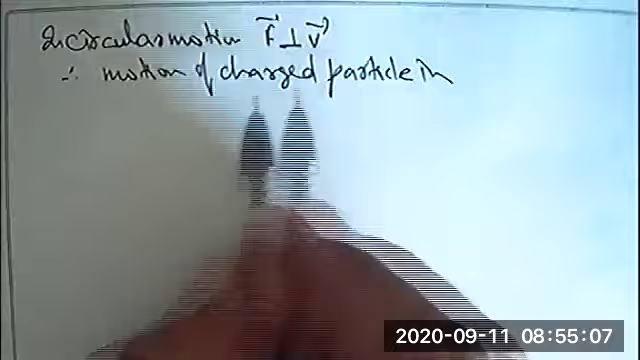 In circular motion F⃗ ⊥ V⃗
∴ motion of charged particle in
2020-09-11 08:55:07